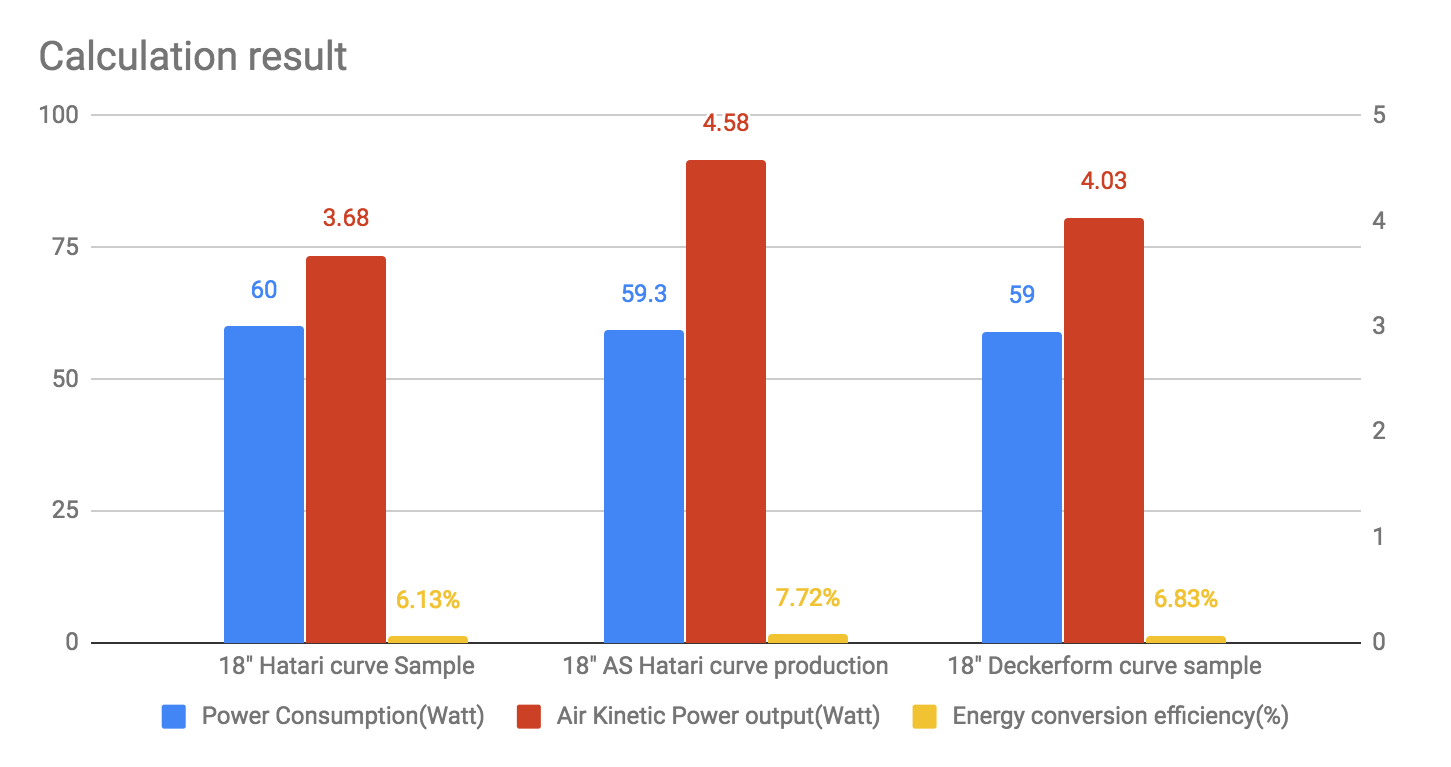 Calculation result
100
75
50
25
0
5
4
3
2
1
0
60
3.68
6.13%
59.3
4.58
7.72%
59
4.03
6.83%
18" Hatari curve Sample
18" AS Hatari curve production
18" Deckerform curve sample
Power Consumption(Watt)
Air Kinetic Power output(Watt)
Energy conversion efficiency(%)